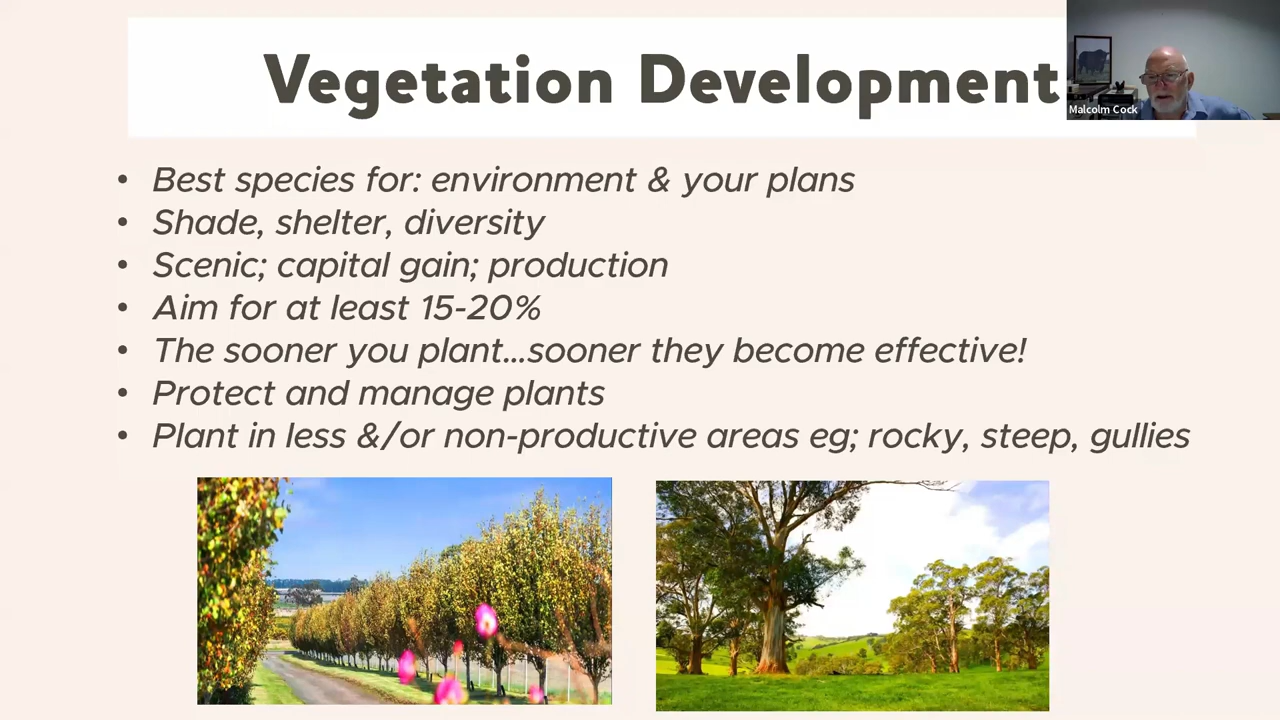 Vegetation Development
Malcolm Cock
• Best species for: environment & your plans
• Shade, shelter, diversity
• Scenic; capital gain; production
• Aim for at least 15-20%
• The sooner you plant...sooner they become effective!
• Protect and manage plants
• Plant in less &/or non-productive areas eg; rocky, steep, gullies